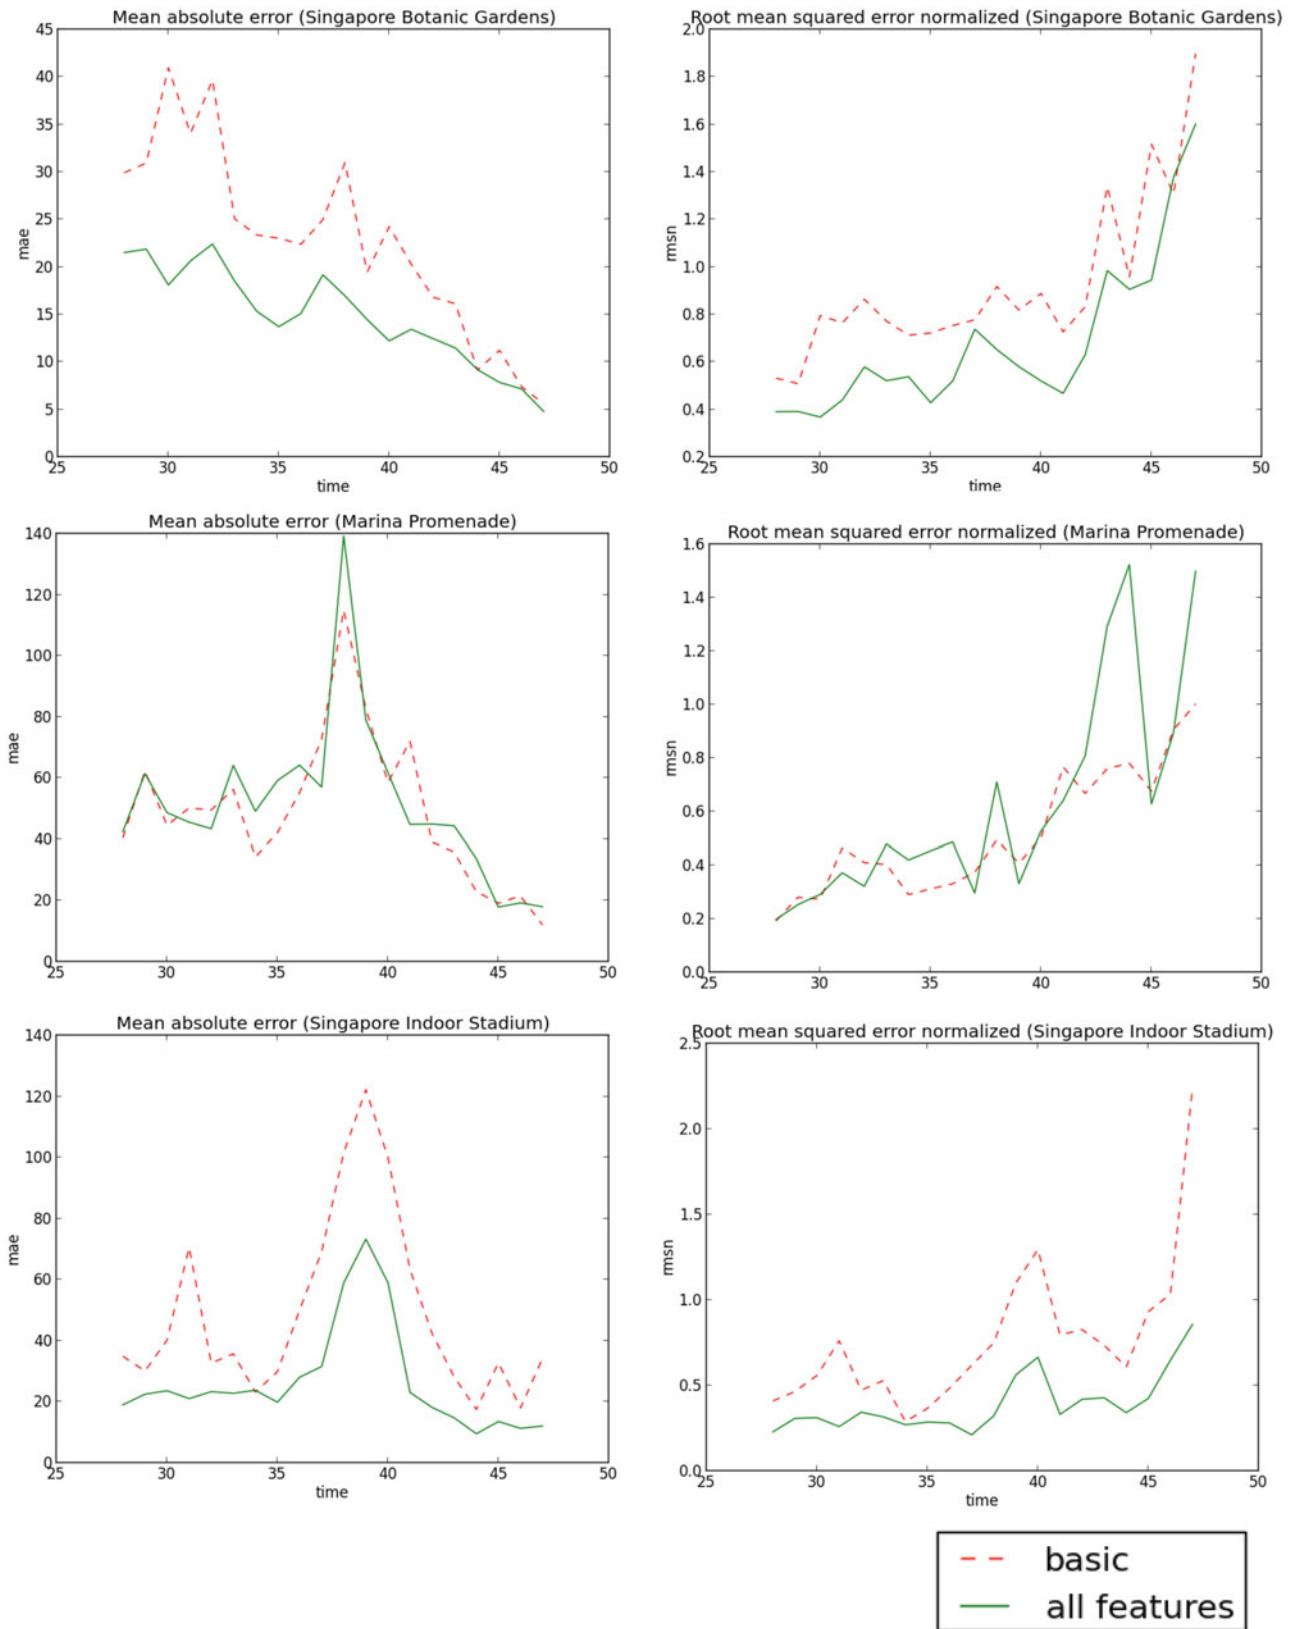 Mean absolute error (Singapore Botanic Gardens)
45
40
35
30
25
20
15
10
5
0
mae
25 30 35 40 45 50
time
Root mean squared error normalized (Singapore Botanic Gardens)
2.0
1.8
1.6
1.4
1.2
1.0
0.8
0.6
0.4
0.2
rmsn
25 30 35 40 45 50
time
Mean absolute error (Marina Promenade)
140
120
100
80
60
40
20
0
mae
25 30 35 40 45 50
Root mean squared error normalized (Marina Promenade)
1.6
1.4
1.2
1.0
0.8
0.6
0.4
0.2
0.0
rmsn
25 30 35 40 45 50
Mean absolute error (Singapore Indoor Stadium)
140
120
100
80
60
40
20
0
mae
25 30 35 40 45 50
time
Root mean squared error normalized (Singapore Indoor Stadium)
2.5
2.0
1.5
1.0
0.5
0.0
rmsn
25 30 35 40 45 50
time
basic
all features